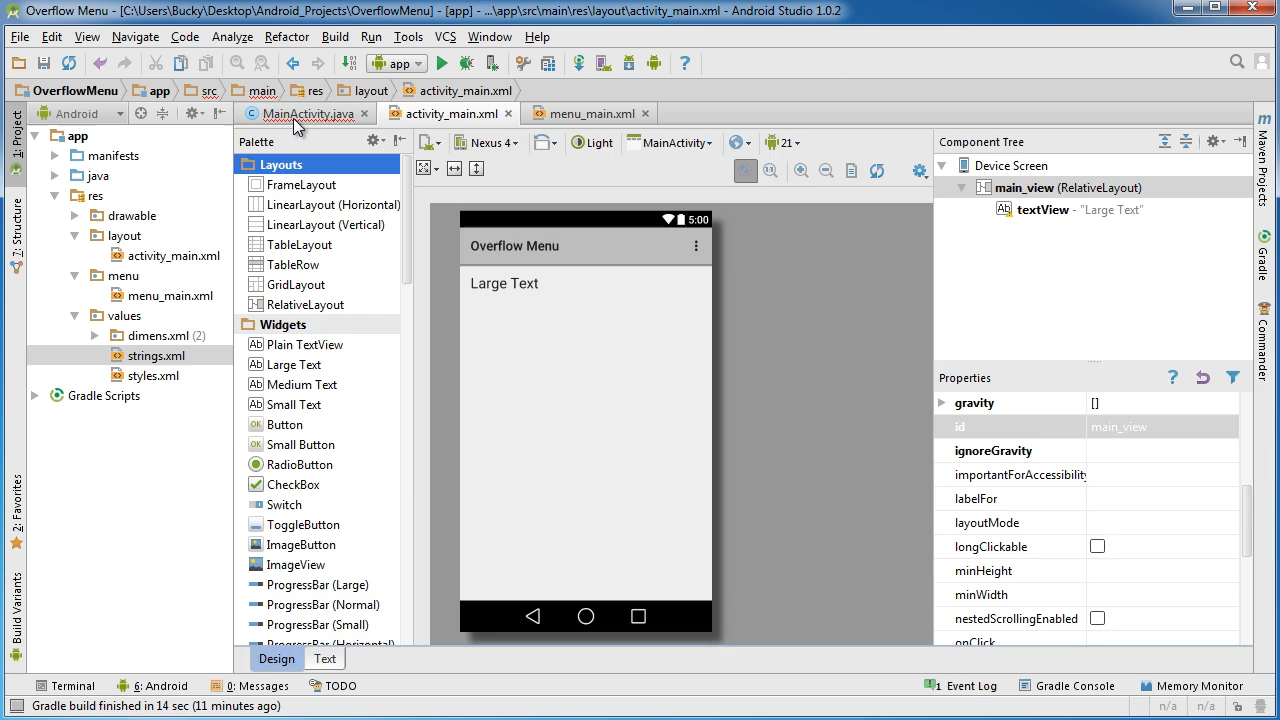 Overflow Menu - [C:\Users\Bucky\Desktop\Android_Projects\OverflowMenu] - [app] - ...\app\src\main\res\layout\activity_main.xml - Android Studio 1.0.2
File Edit View Navigate Code Analyze Refactor Build Run Tools VCS Window Help
app
OverflowMenu app src main res layout activity_main.xml
Android MainActivity.java activity_main.xml menu_main.xml
1: Project
7: Structure
2: Favorites
Build Variants
app
manifests
java
res
drawable
layout
activity_main.xml
menu
menu_main.xml
values
dimens.xml (2)
strings.xml
styles.xml
Gradle Scripts
Palette
Layouts
FrameLayout
LinearLayout (Horizontal)
LinearLayout (Vertical)
TableLayout
TableRow
GridLayout
RelativeLayout
Widgets
Plain TextView
Large Text
Medium Text
Small Text
Button
Small Button
RadioButton
CheckBox
Switch
ToggleButton
ImageButton
ImageView
ProgressBar (Large)
ProgressBar (Normal)
ProgressBar (Small)
ProgressBar (Horizontal)
Nexus 4 Light MainActivity 21
5:00
Overflow Menu
Large Text
Design Text
Component Tree
Device Screen
main_view (RelativeLayout)
textView - "Large Text"
Properties
gravity []
id main_view
ignoreGravity
importantForAccessibility
labelFor
layoutMode
longClickable
minHeight
minWidth
nestedScrollingEnabled
onClick
Maven Projects
Gradle
Commander
Terminal 6: Android 0: Messages TODO 1 Event Log Gradle Console Memory Monitor
Gradle build finished in 14 sec (11 minutes ago) n/a n/a